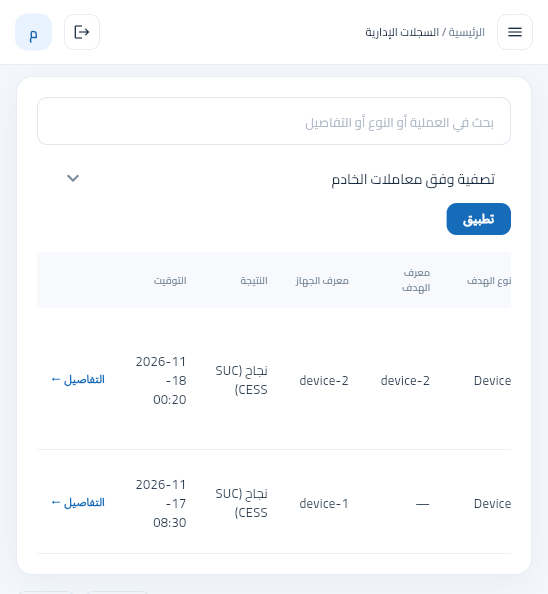 الرئيسية / السجلات الإدارية
م
بحث في العملية أو النوع أو التفاصيل
تصفية وفق معاملات الخادم
تطبيق
نوع الهدف
معرف
الهدف
معرف الجهاز
النتيجة
التوقيت
Device
device-2
device-2
نجاح (SUC
CESS)
2026-11
-18
00:20
التفاصيل ←
Device
—
device-1
نجاح (SUC
CESS)
2026-11
-17
08:30
التفاصيل ←